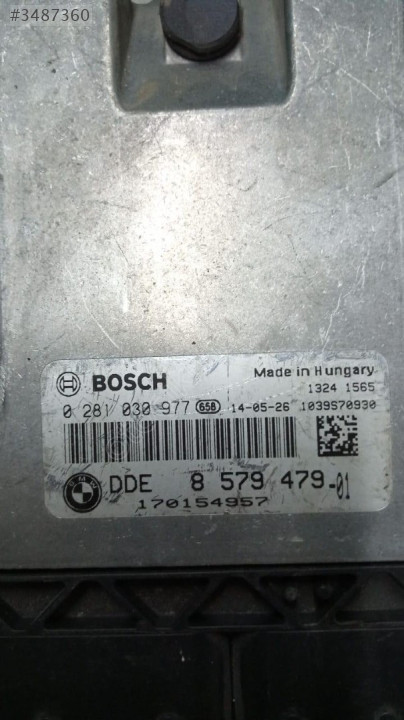 #3487360
BOSCH
Made in Hungary
1324 1565
0 281 030 977 65B 14-05-26 1039S70930
DDE 8 579 479-01
170154957